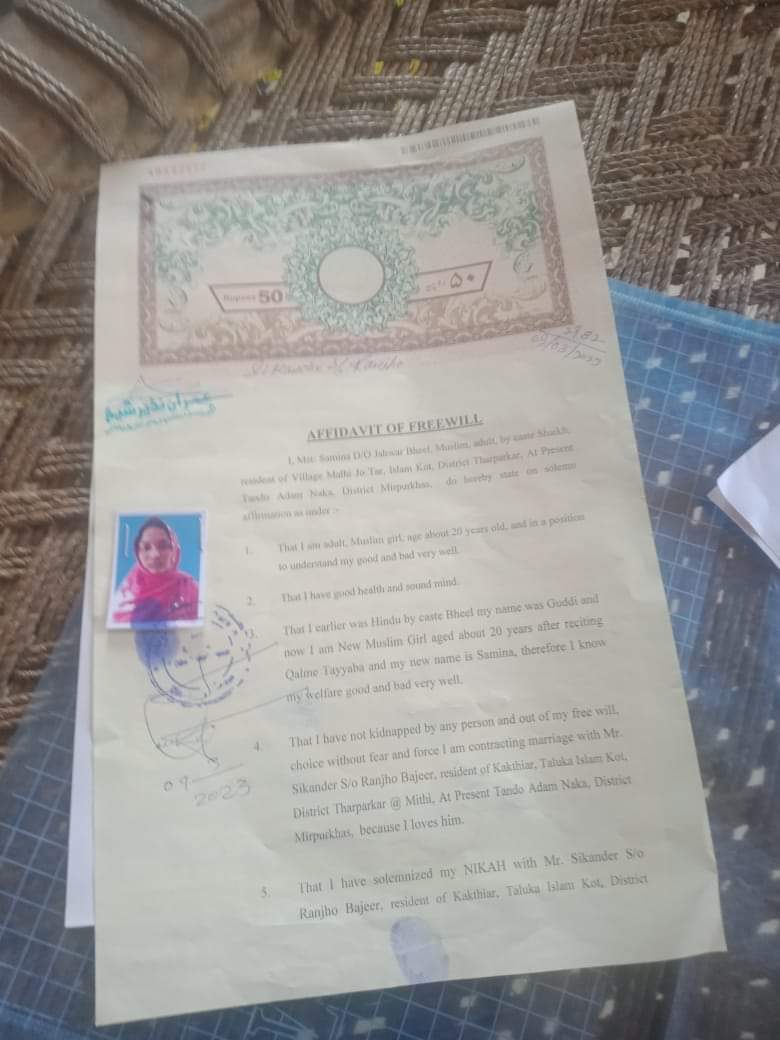 Rupees 50
۵۰
09/03/2023
AFFIDAVIT OF FREEWILL
I, Mst: Samina D/O Bheel, Muslim, adult, by caste Shaikh,
resident of Village Malhi Jo Tar, Islam Kot, District Tharparkar, At Present
Tando Adam Naka, District Mirpurkhas, do hereby state on solemn
affirmation as under :-
1. That I am adult, Muslim girl, age about 20 years old, and in a position
to understand my good and bad very well.
2. That I have good health and sound mind.
3. That I earlier was Hindu by caste Bheel my name was Guddi and
now I am New Muslim Girl aged about 20 years after reciting
Qalme Tayyaba and my new name is Samina, therefore I know
my welfare good and bad very well.
4. That I have not kidnapped by any person and out of my free will,
choice without fear and force I am contracting marriage with Mr.
Sikander S/o Ranjho Bajeer, resident of Kakthiar, Taluka Islam Kot,
District Tharparkar @ Mithi, At Present Tando Adam Naka, District
Mirpurkhas, because I loves him.
09
2023
5. That I have solemnized my NIKAH with Mr. Sikander S/o
Ranjho Bajeer, resident of Kakthiar, Taluka Islam Kot, District